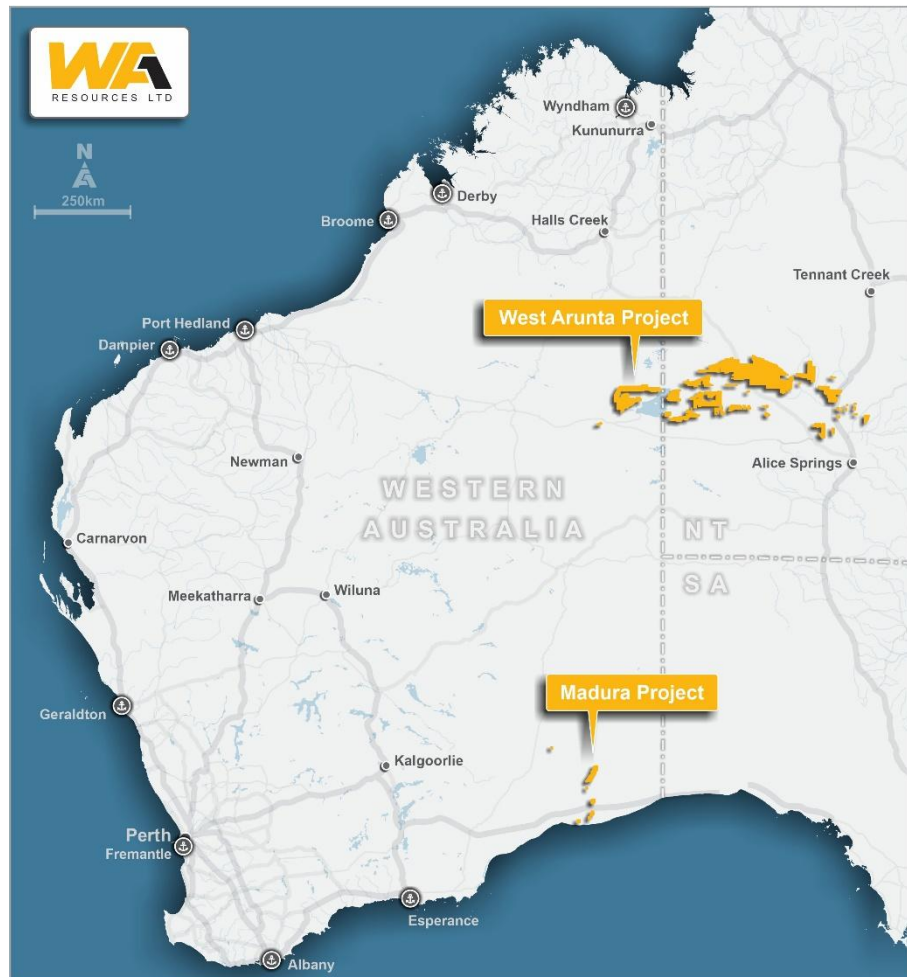 WA1
RESOURCES LTD
N
250km
Wyndham
Kununurra
Derby
Broome
Halls Creek
Tennant Creek
West Arunta Project
Port Hedland
Dampier
Newman
Alice Springs
WESTERN
AUSTRALIA
NT
SA
Carnarvon
Meekatharra
Wiluna
Madura Project
Geraldton
Kalgoorlie
Perth
Fremantle
Esperance
Albany